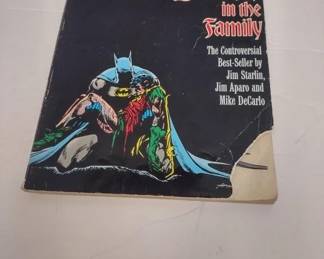 in the
Family
The Controversial
Best-Seller by
Jim Starlin,
Jim Aparo and
Mike DeCarlo